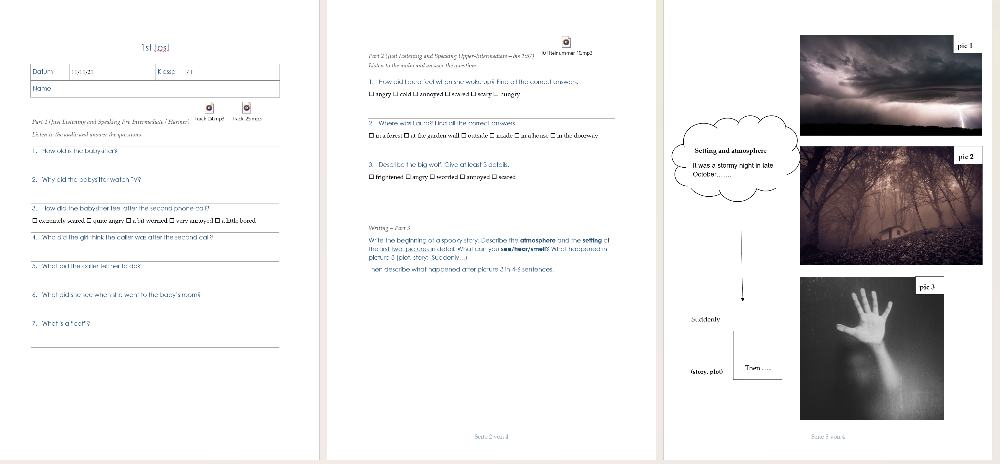 1st test
Datum 11/11/21 Klasse 4F
Name
Track-24.mp3 Track-25.mp3
Part 1 (Just Listening and Speaking Pre-Intermediate / Harmer)
Listen to the audio and answer the questions
1. How old is the babysitter?
2. Why did the babysitter watch TV?
3. How did the babysitter feel after the second phone call?
☐ extremely scared ☐ quite angry ☐ a bit worried ☐ very annoyed ☐ a little bored
4. Who did the girl think the caller was after the second call?
5. What did the caller tell her to do?
6. What did she see when she went to the baby’s room?
7. What is a “cot”?
10 Titelnummer 10.mp3
Part 2 (Just Listening and Speaking Upper-Intermediate – bis 1:57)
Listen to the audio and answer the questions
1. How did Laura feel when she woke up? Find all the correct answers.
☐ angry ☐ cold ☐ annoyed ☐ scared ☐ scary ☐ hungry
2. Where was Laura? Find all the correct answers.
☐ in a forest ☐ at the garden wall ☐ outside ☐ inside ☐ in a house ☐ in the doorway
3. Describe the big wolf. Give at least 3 details.
☐ frightened ☐ angry ☐ worried ☐ annoyed ☐ scared
Writing – Part 3
Write the beginning of a spooky story. Describe the atmosphere and the setting of
the first two pictures in detail. What can you see/hear/smell? What happened in
picture 3 (plot, story: Suddenly…)
Then describe what happened after picture 3 in 4-6 sentences.
Seite 2 von 4
pic 1
Setting and atmosphere
It was a stormy night in late
October…….
pic 2
pic 3
Suddenly.
Then …..
(story, plot)
Seite 3 von 4